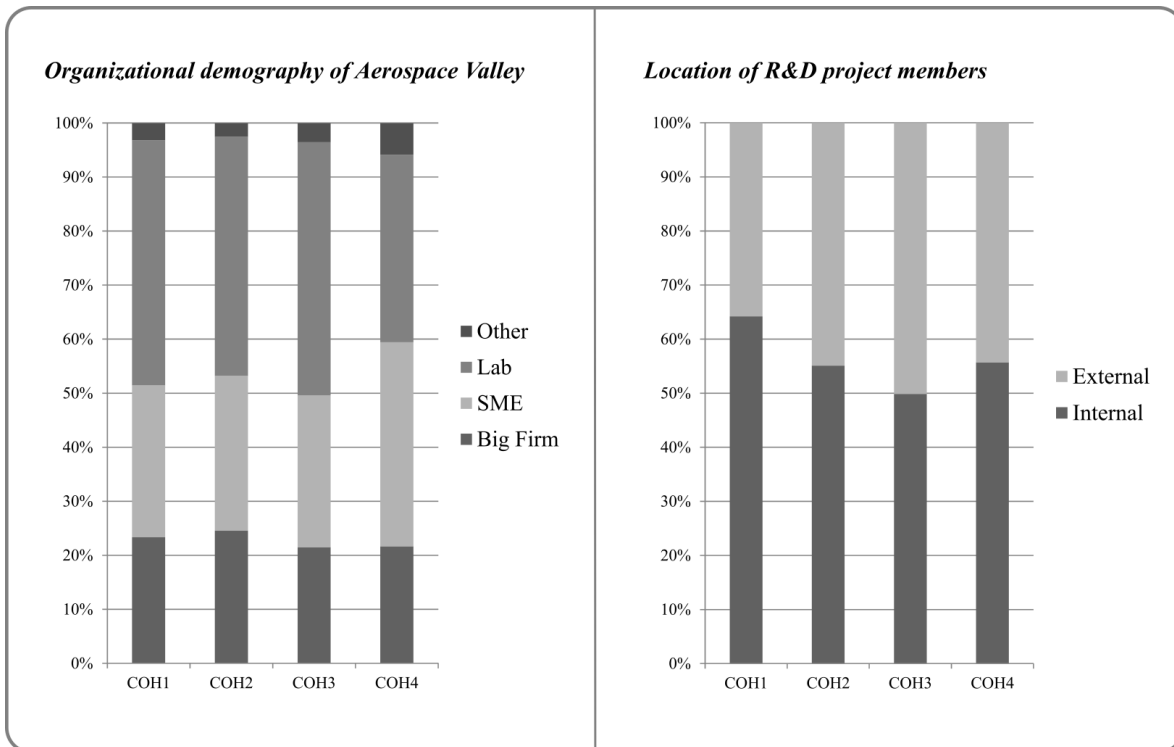 Organizational demography of Aerospace Valley
100%
90%
80%
70%
60%
50%
40%
30%
20%
10%
0%
COH1 COH2 COH3 COH4
Other
Lab
SME
Big Firm
Location of R&D project members
100%
90%
80%
70%
60%
50%
40%
30%
20%
10%
0%
COH1 COH2 COH3 COH4
External
Internal